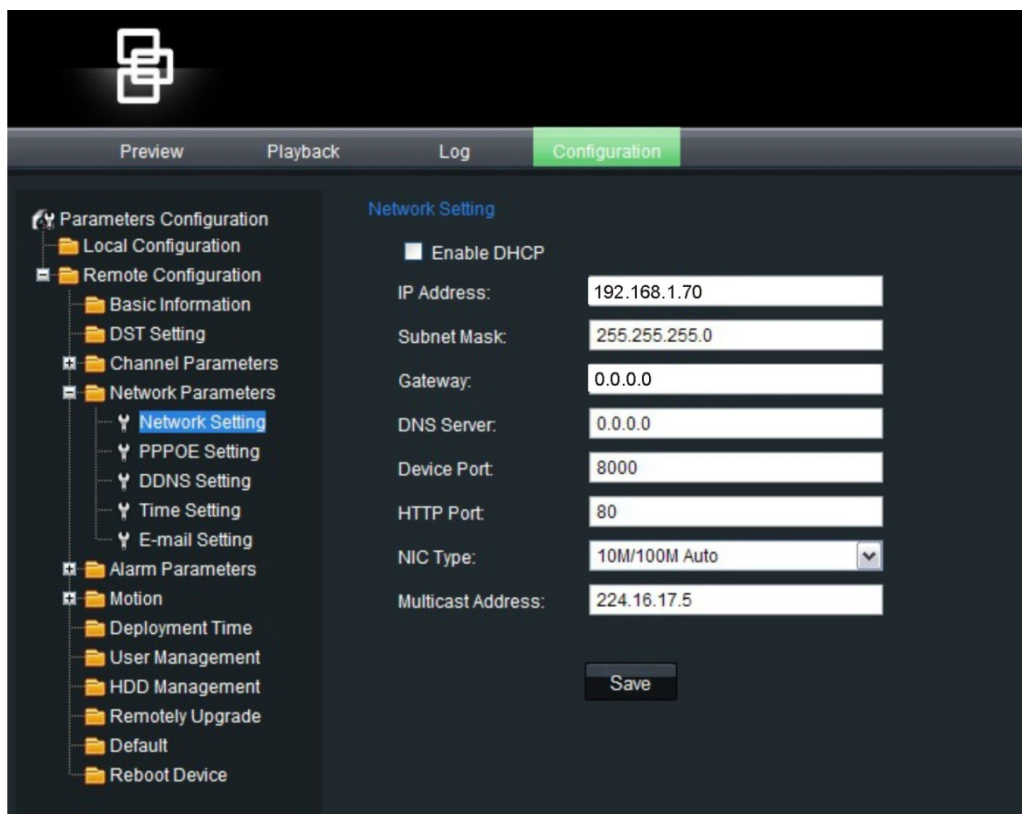 Preview Playback Log Configuration
Parameters Configuration
Local Configuration
Remote Configuration
Basic Information
DST Setting
Channel Parameters
Network Parameters
Network Setting
PPPOE Setting
DDNS Setting
Time Setting
E-mail Setting
Alarm Parameters
Motion
Deployment Time
User Management
HDD Management
Remotely Upgrade
Default
Reboot Device
Network Setting
Enable DHCP
IP Address: 192.168.1.70
Subnet Mask: 255.255.255.0
Gateway: 0.0.0.0
DNS Server: 0.0.0.0
Device Port: 8000
HTTP Port: 80
NIC Type: 10M/100M Auto
Multicast Address: 224.16.17.5
Save